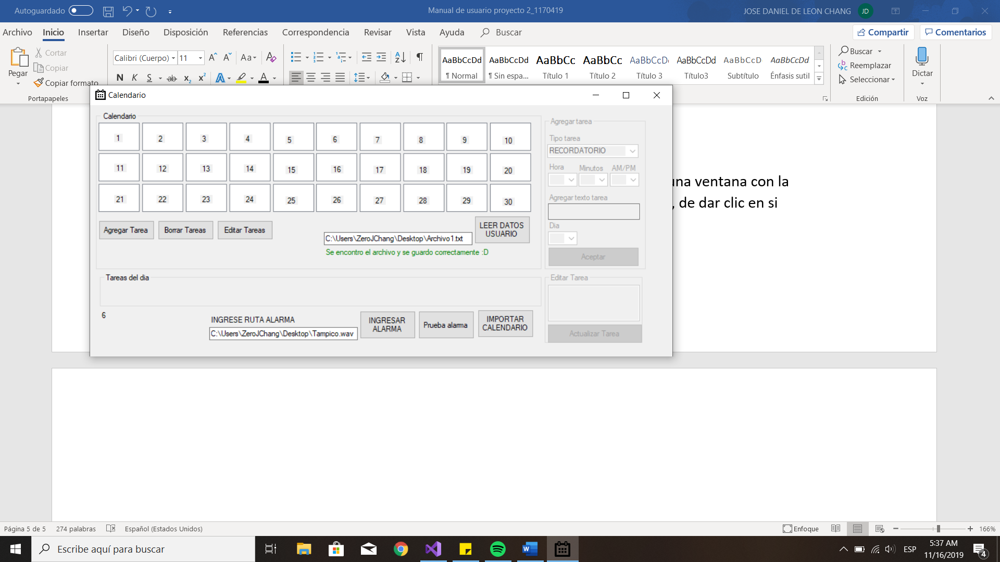 Autoguardado
Manual de usuario proyecto 2_1170419
JOSE DANIEL DE LEON CHANG
JD
Archivo Inicio Insertar Diseño Disposición Referencias Correspondencia Revisar Vista Ayuda Buscar
Compartir Comentarios
Pegar
Cortar
Copiar
Copiar formato
Portapapeles
Calibri (Cuerpo) 11
N K S ab x₂ x²
AaBbCcDd AaBbCcDd AaBbCc AaBbCc AaBbCcD AaBbCcDd AaBbCcD AaBbCcDd
¶ Normal ¶ Sin espa... Título 1 Título 2 Título 3 Título3 Subtítulo Énfasis sutil
Buscar
Reemplazar
Seleccionar
Edición
Dictar
Voz
una ventana con la
, de dar clic en si
Calendario
Calendario
1 2 3 4 5 6 7 8 9 10
11 12 13 14 15 16 17 18 19 20
21 22 23 24 25 26 27 28 29 30
Agregar Tarea Borrar Tareas Editar Tareas
C:\Users\ZeroJChang\Desktop\Archivo1.txt
LEER DATOS
USUARIO
Se encontro el archivo y se guardo correctamente :D
Agregar tarea
Tipo tarea
RECORDATORIO
Hora Minutos AM/PM
Agregar texto tarea
Dia
Aceptar
Tareas del dia
6
INGRESE RUTA ALARMA
C:\Users\ZeroJChang\Desktop\Tampico.wav
INGRESAR
ALARMA
Prueba alarma
IMPORTAR
CALENDARIO
Editar Tarea
Actualizar Tarea
Página 5 de 5 274 palabras Español (Estados Unidos)
Enfoque
166%
Escribe aquí para buscar
ESP
5:37 AM
11/16/2019
4